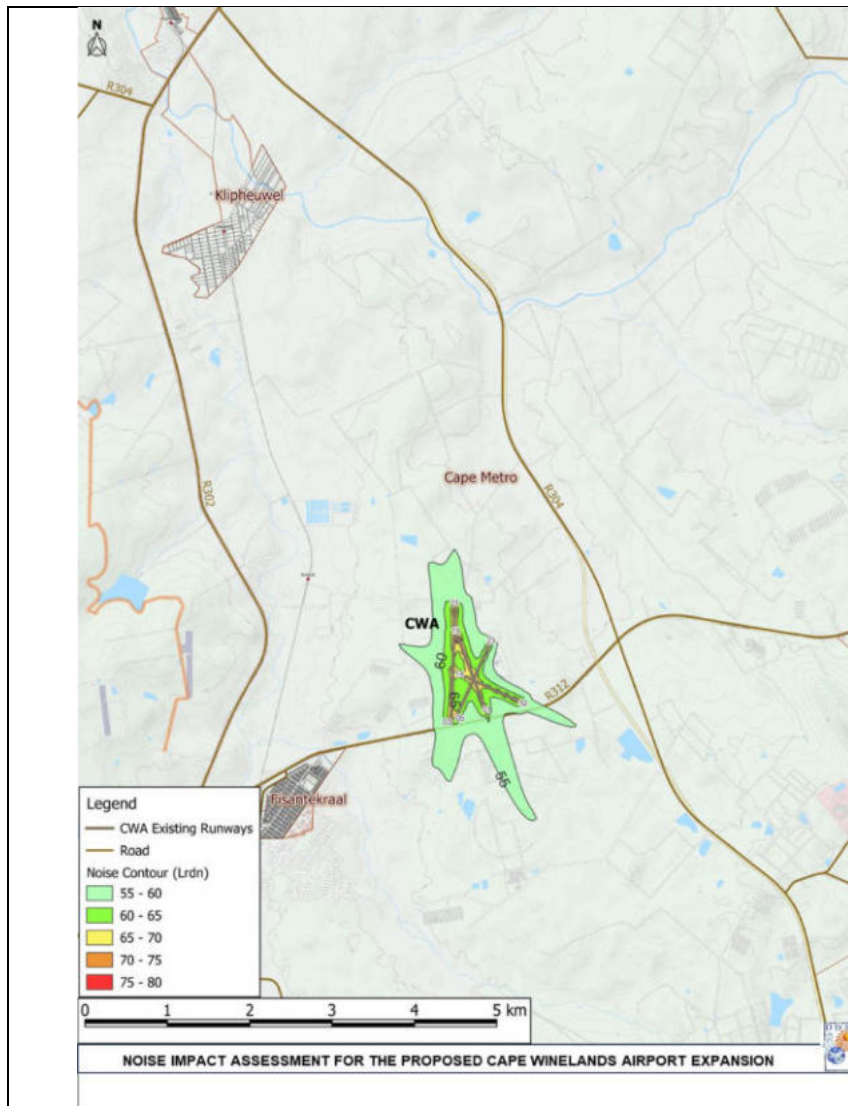 N
R304
Klipheuwel
R302
Cape Metro
R304
CWA
60
65
R312
55
Fisantekraal
Legend
CWA Existing Runways
Road
Noise Contour (Lrdn)
55 - 60
60 - 65
65 - 70
70 - 75
75 - 80
0 1 2 3 4 5 km
NOISE IMPACT ASSESSMENT FOR THE PROPOSED CAPE WINELANDS AIRPORT EXPANSION